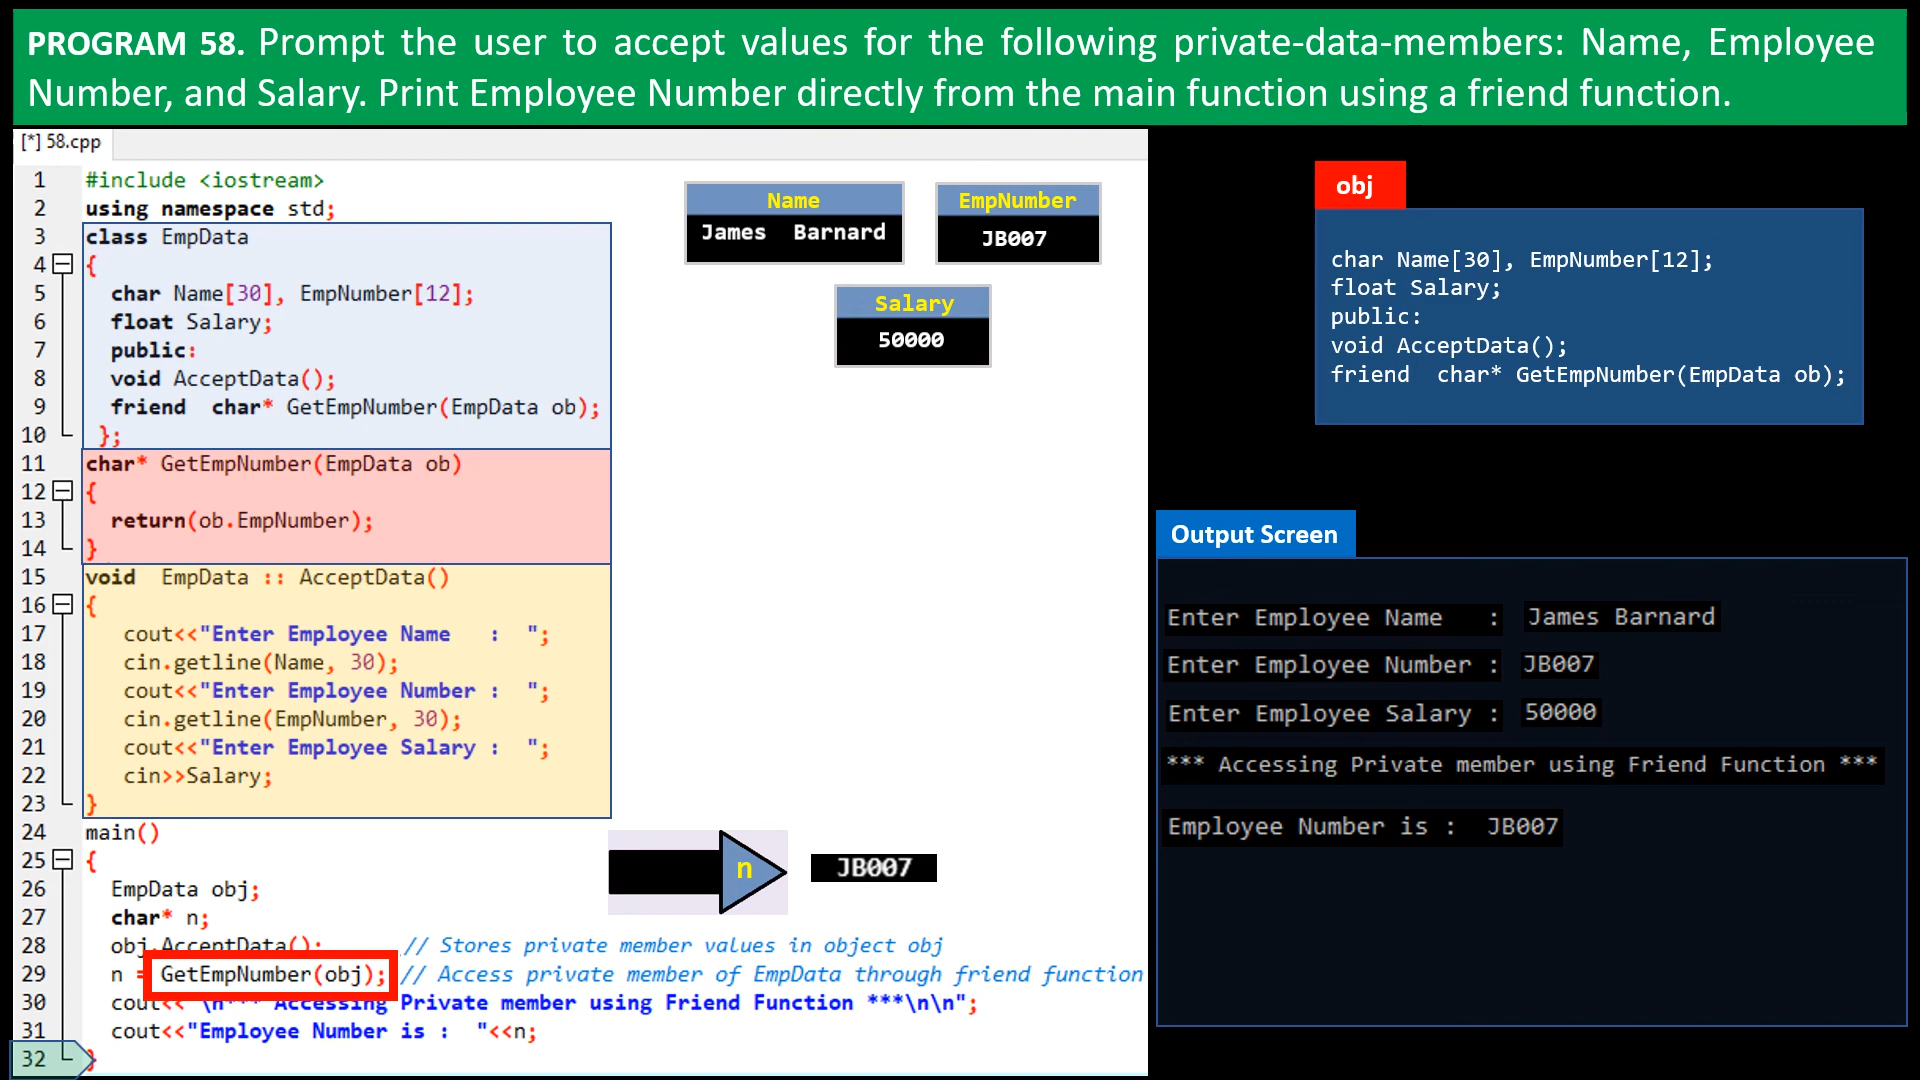 PROGRAM 58. Prompt the user to accept values for the following private-data-members: Name, Employee
Number, and Salary. Print Employee Number directly from the main function using a friend function.
[*] 58.cpp
1 #include <iostream>
2 using namespace std;
3 class EmpData
4 {
5 char Name[30], EmpNumber[12];
6 float Salary;
7 public:
8 void AcceptData();
9 friend char* GetEmpNumber(EmpData ob);
10 };
11 char* GetEmpNumber(EmpData ob)
12 {
13 return(ob.EmpNumber);
14 }
15 void EmpData :: AcceptData()
16 {
17 cout<<"Enter Employee Name : ";
18 cin.getline(Name, 30);
19 cout<<"Enter Employee Number : ";
20 cin.getline(EmpNumber, 30);
21 cout<<"Enter Employee Salary : ";
22 cin>>Salary;
23 }
24 main()
25 {
26 EmpData obj;
27 char* n;
28 obj.AcceptData(); // Stores private member values in object obj
29 n = GetEmpNumber(obj); // Access private member of EmpData through friend function
30 cout<<"\n*** Accessing Private member using Friend Function ***\n\n";
31 cout<<"Employee Number is : "<<n;
32 }
Name
James Barnard
EmpNumber
JB007
Salary
50000
n
JB007
obj
char Name[30], EmpNumber[12];
float Salary;
public:
void AcceptData();
friend char* GetEmpNumber(EmpData ob);
Output Screen
Enter Employee Name : James Barnard
Enter Employee Number : JB007
Enter Employee Salary : 50000
*** Accessing Private member using Friend Function ***
Employee Number is : JB007